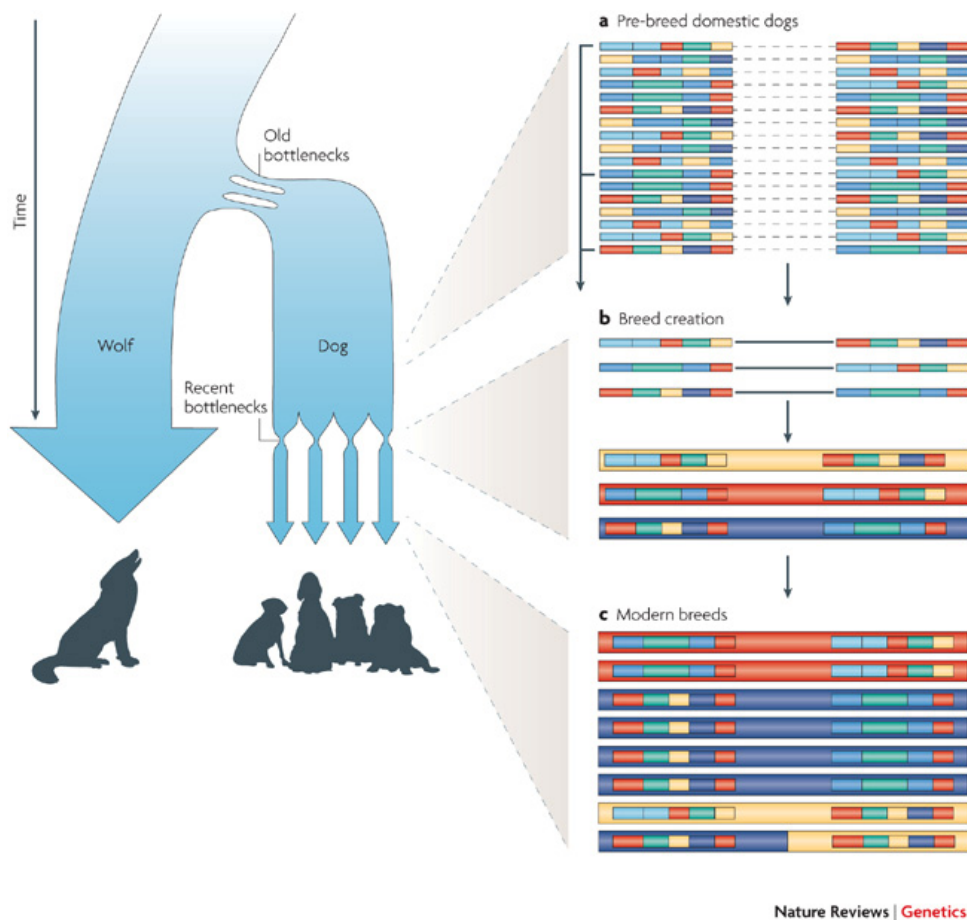 Time
Old
bottlenecks
Wolf
Dog
Recent
bottlenecks
a Pre-breed domestic dogs
b Breed creation
c Modern breeds
Nature Reviews | Genetics